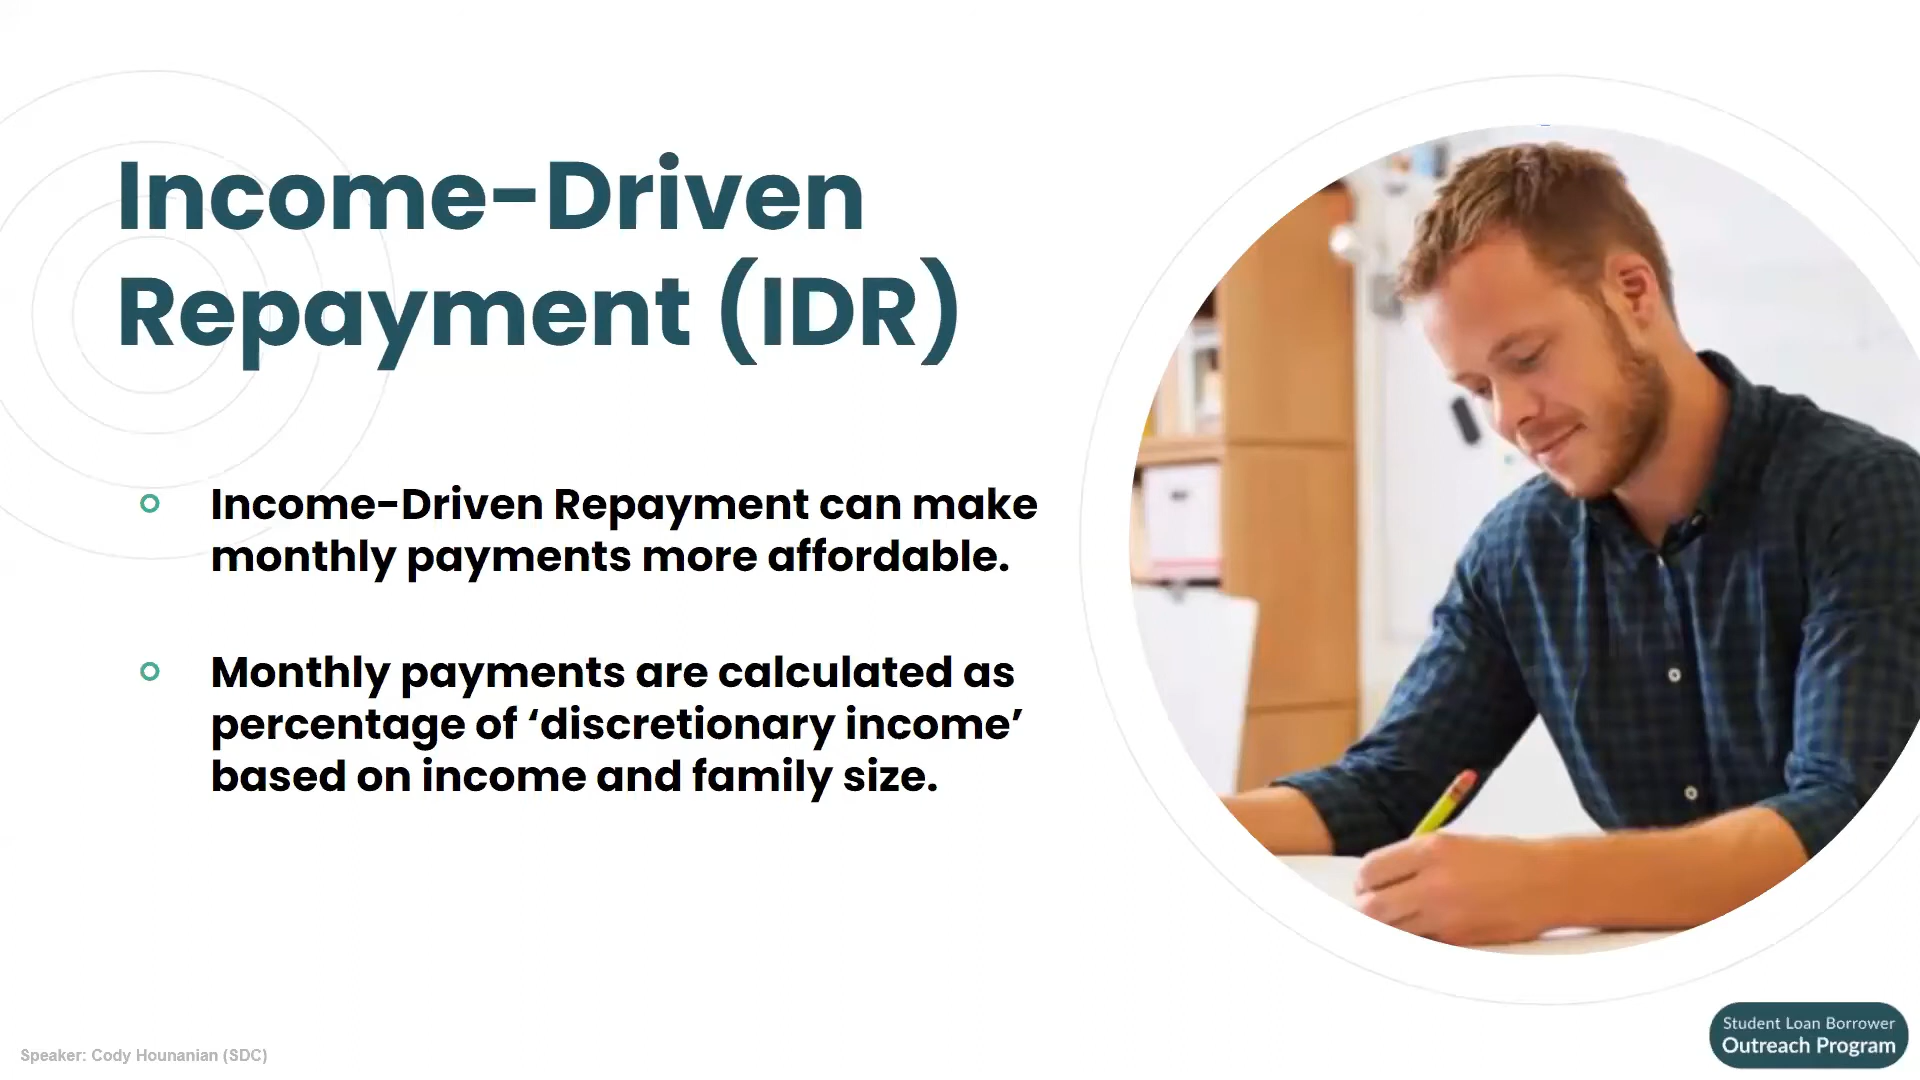 Income-Driven
Repayment (IDR)
Income-Driven Repayment can make
monthly payments more affordable.
Monthly payments are calculated as
percentage of ‘discretionary income’
based on income and family size.
Speaker: Cody Hounanian (SDC)
Student Loan Borrower
Outreach Program